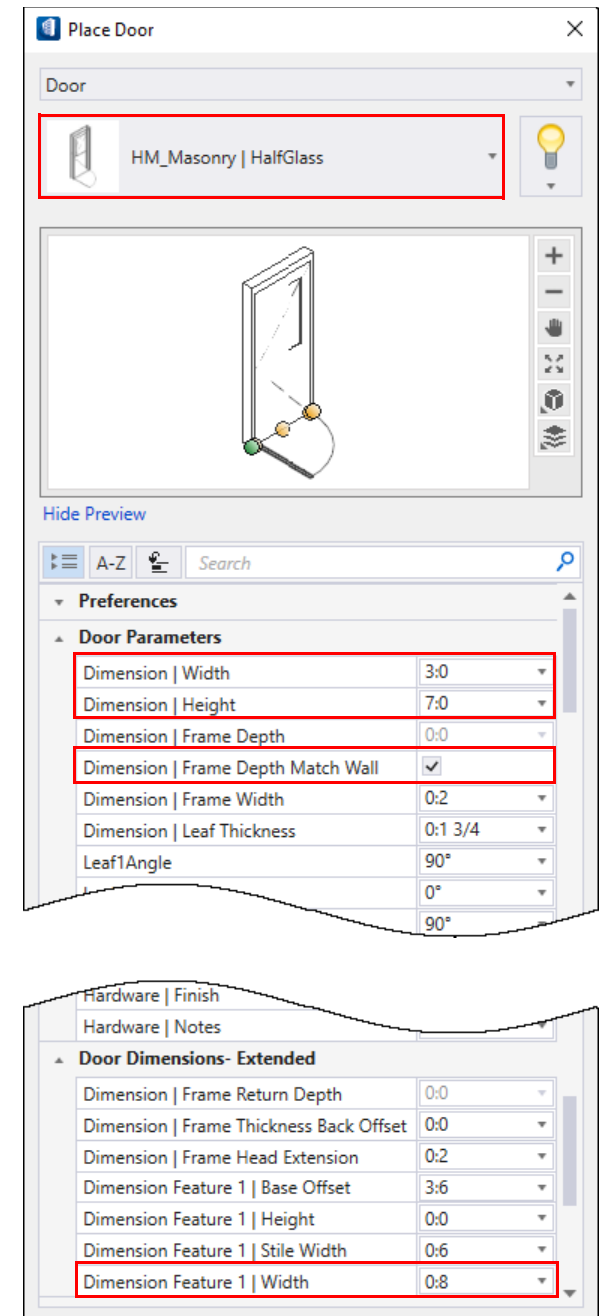 Place Door
Door
HM_Masonry | HalfGlass
Hide Preview
A-Z Search
Preferences
Door Parameters
Dimension | Width 3:0
Dimension | Height 7:0
Dimension | Frame Depth 0:0
Dimension | Frame Depth Match Wall
Dimension | Frame Width 0:2
Dimension | Leaf Thickness 0:1 3/4
Leaf1Angle 90°
0°
90°
Hardware | Finish
Hardware | Notes
Door Dimensions- Extended
Dimension | Frame Return Depth 0:0
Dimension | Frame Thickness Back Offset 0:0
Dimension | Frame Head Extension 0:2
Dimension Feature 1 | Base Offset 3:6
Dimension Feature 1 | Height 0:0
Dimension Feature 1 | Stile Width 0:6
Dimension Feature 1 | Width 0:8